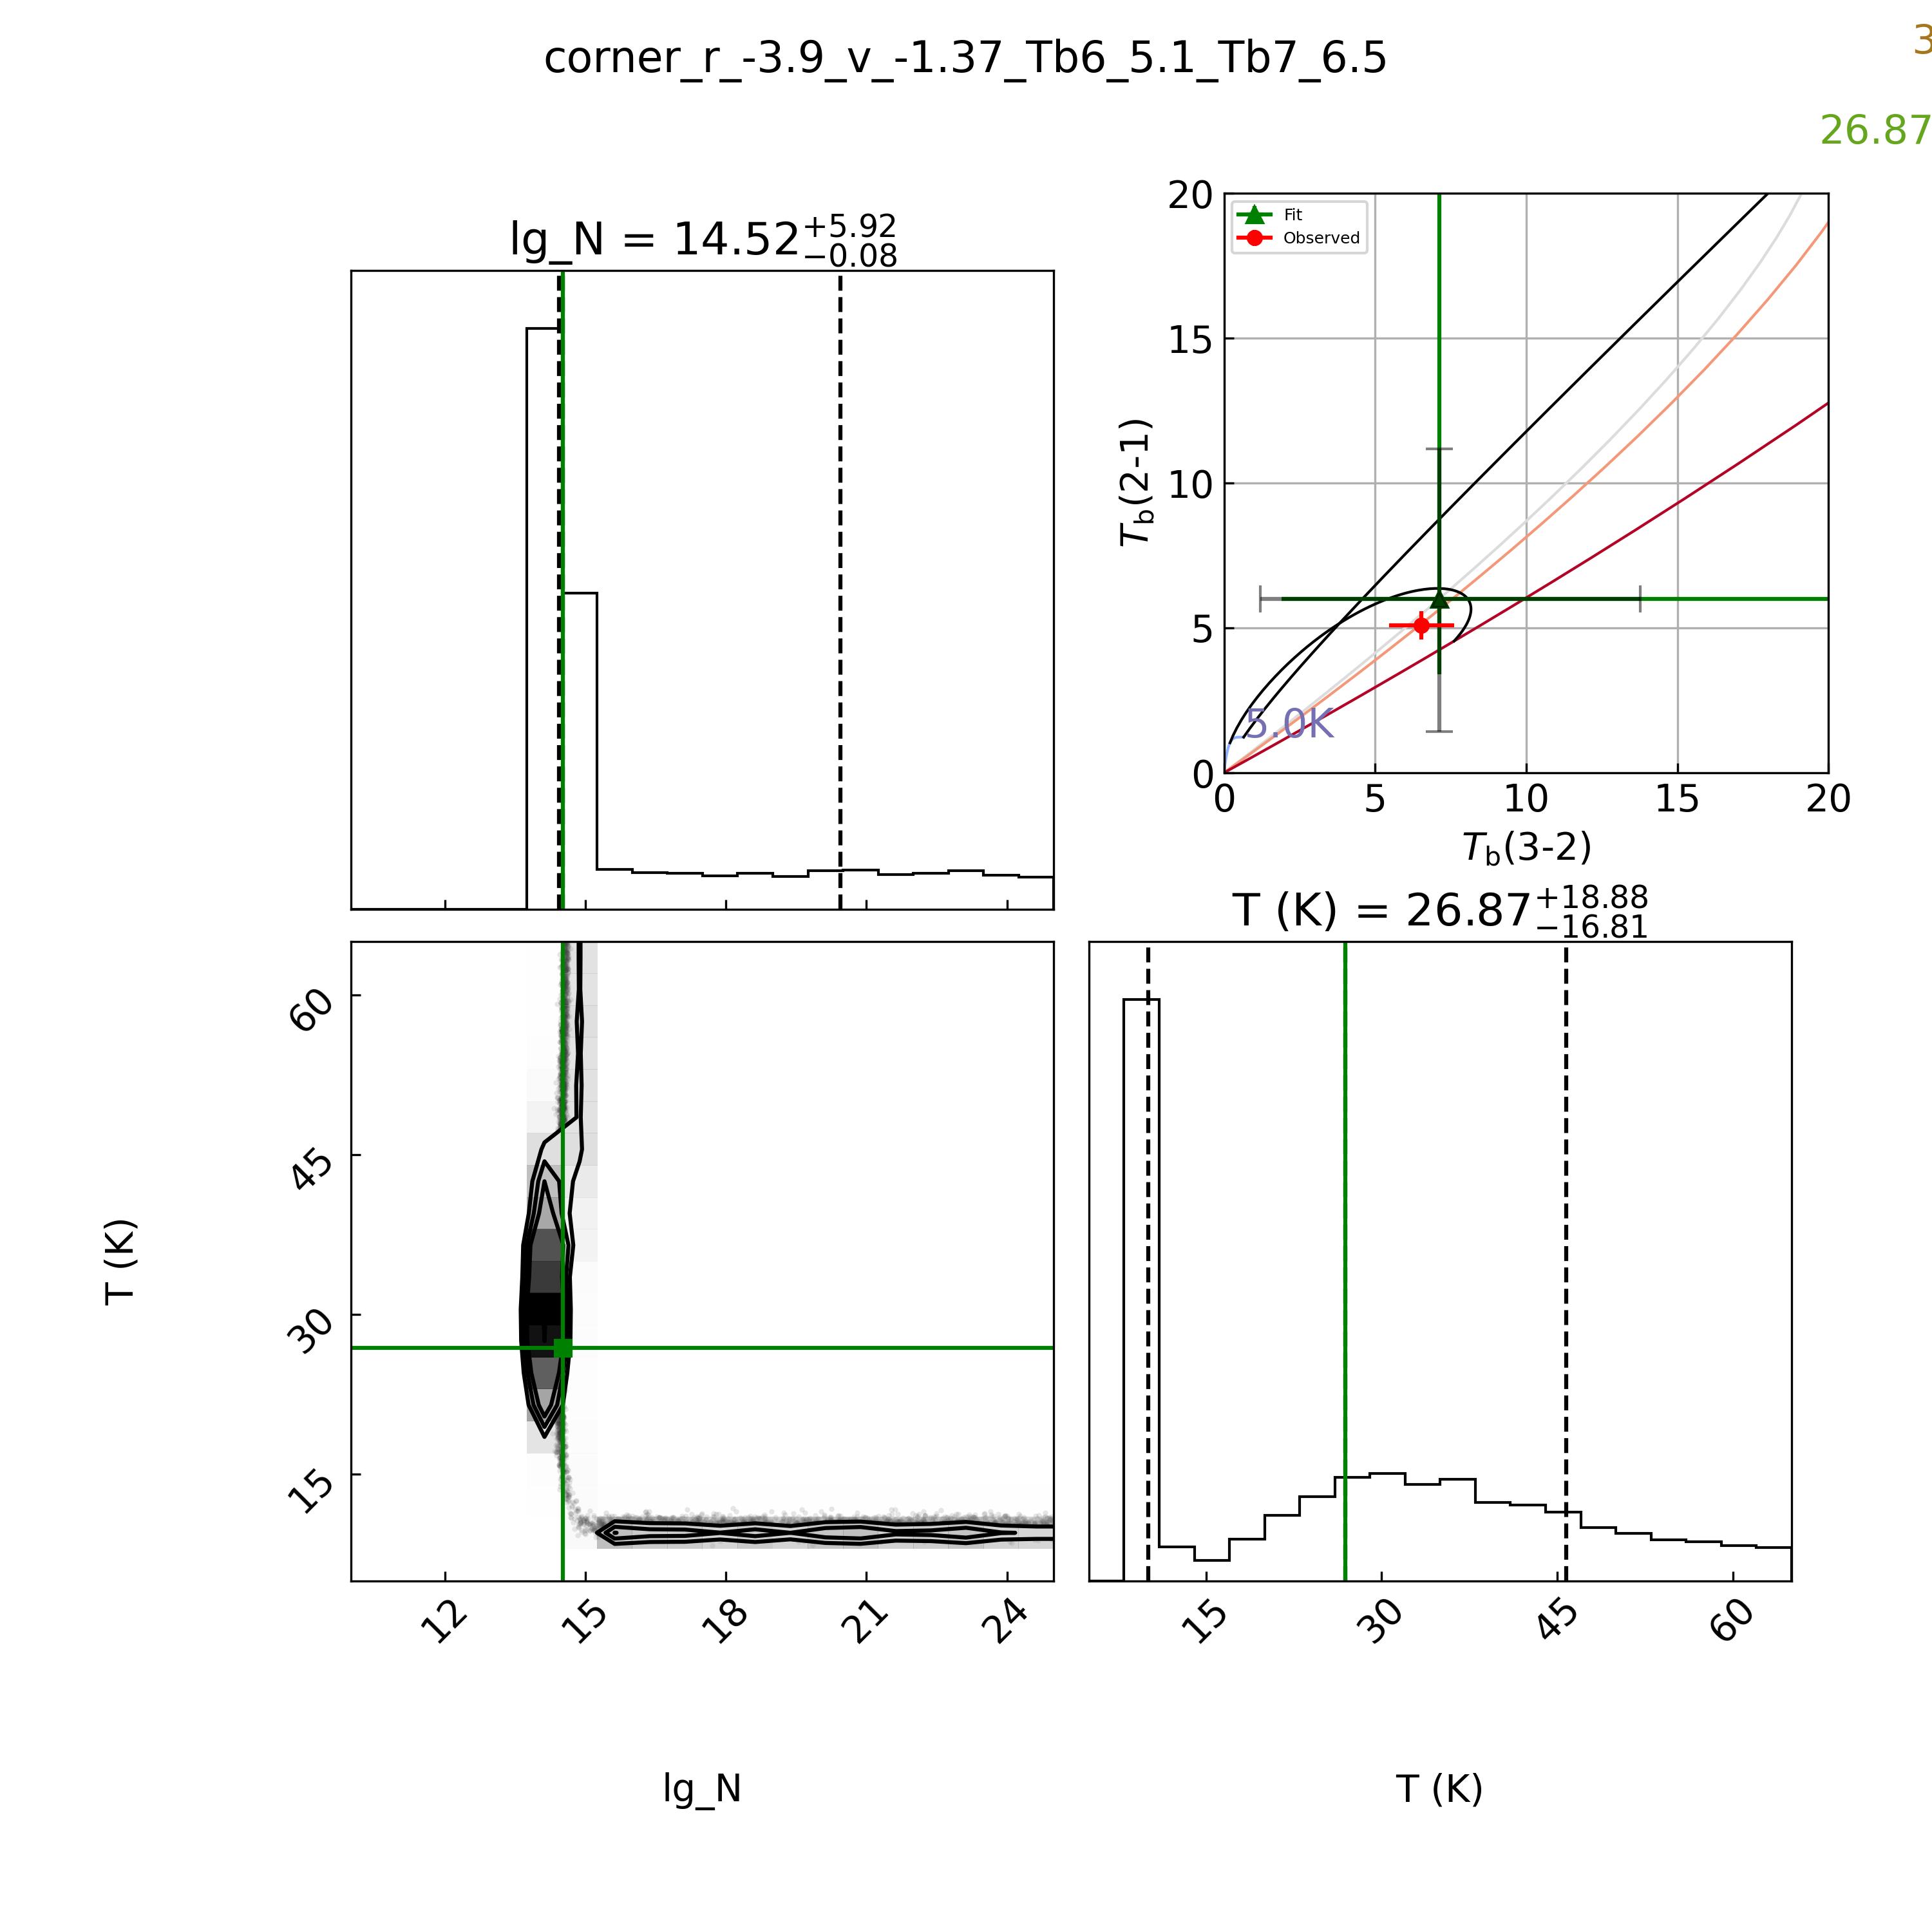 corner_r_-3.9_v_-1.37_Tb6_5.1_Tb7_6.5
3
26.87
lg_N = 14.52 +5.92 −0.08
20
15
10
5
0
Fit
Observed
5.0K
T_b(2-1)
0 5 10 15 20
T_b(3-2)
T (K) = 26.87 +18.88 −16.81
60
45
30
15
T (K)
12 15 18 21 24
lg_N
15 30 45 60
T (K)